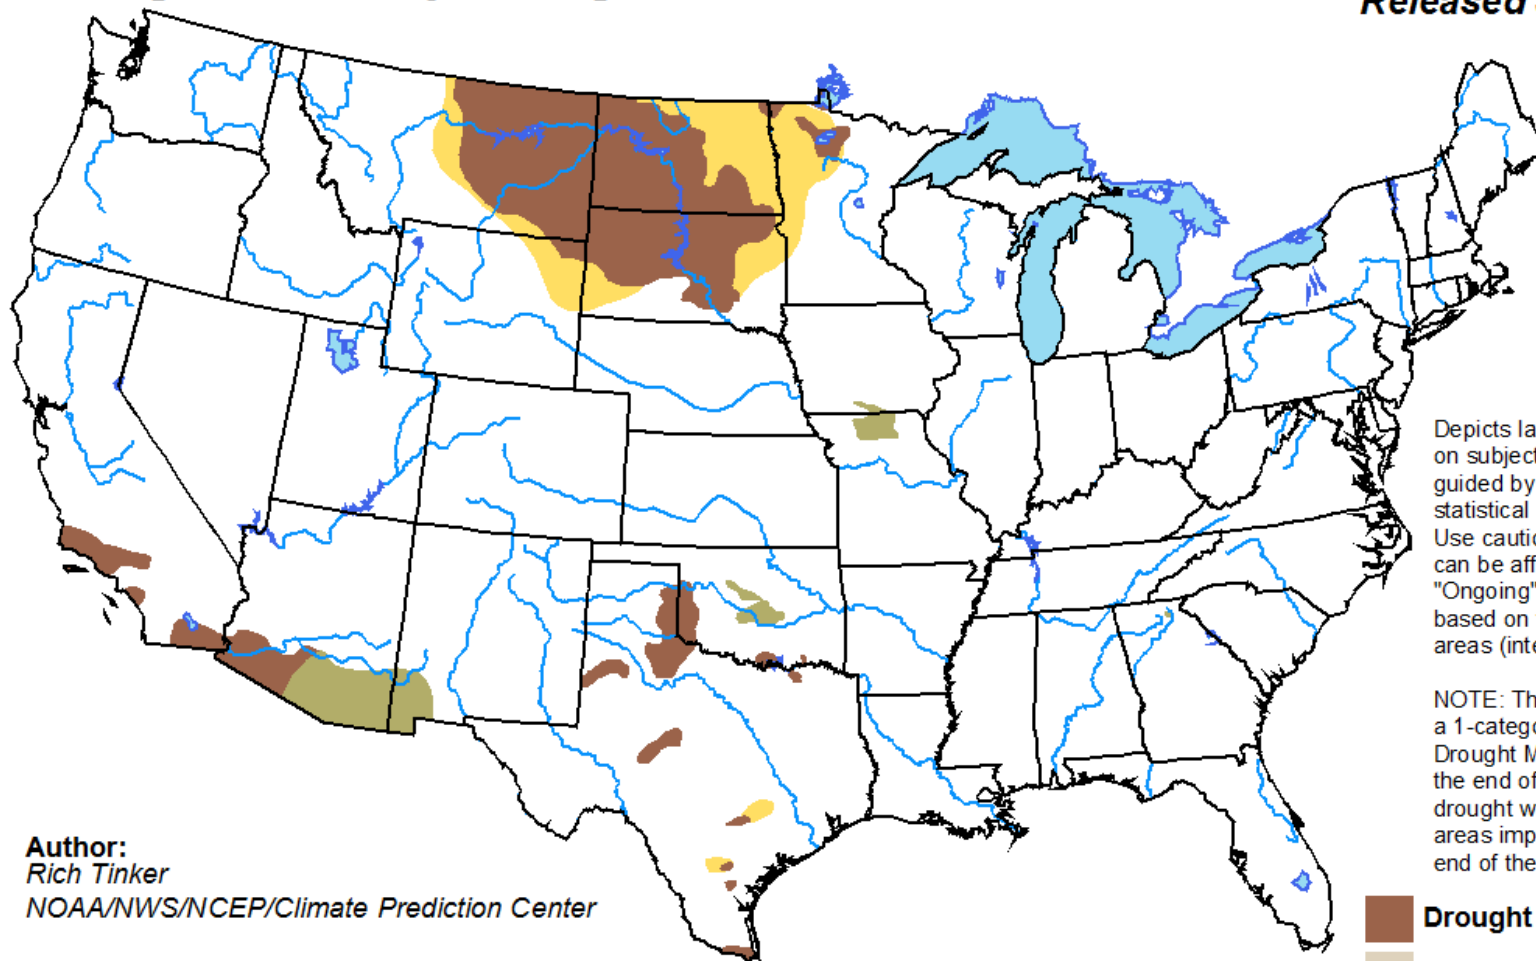 Released
Depicts la
on subject
guided by
statistical
Use cautio
can be aff
"Ongoing"
based on
areas (inte
NOTE: Th
a 1-catego
Drought M
the end of
drought w
areas imp
end of the
Author:
Rich Tinker
NOAA/NWS/NCEP/Climate Prediction Center
Drought